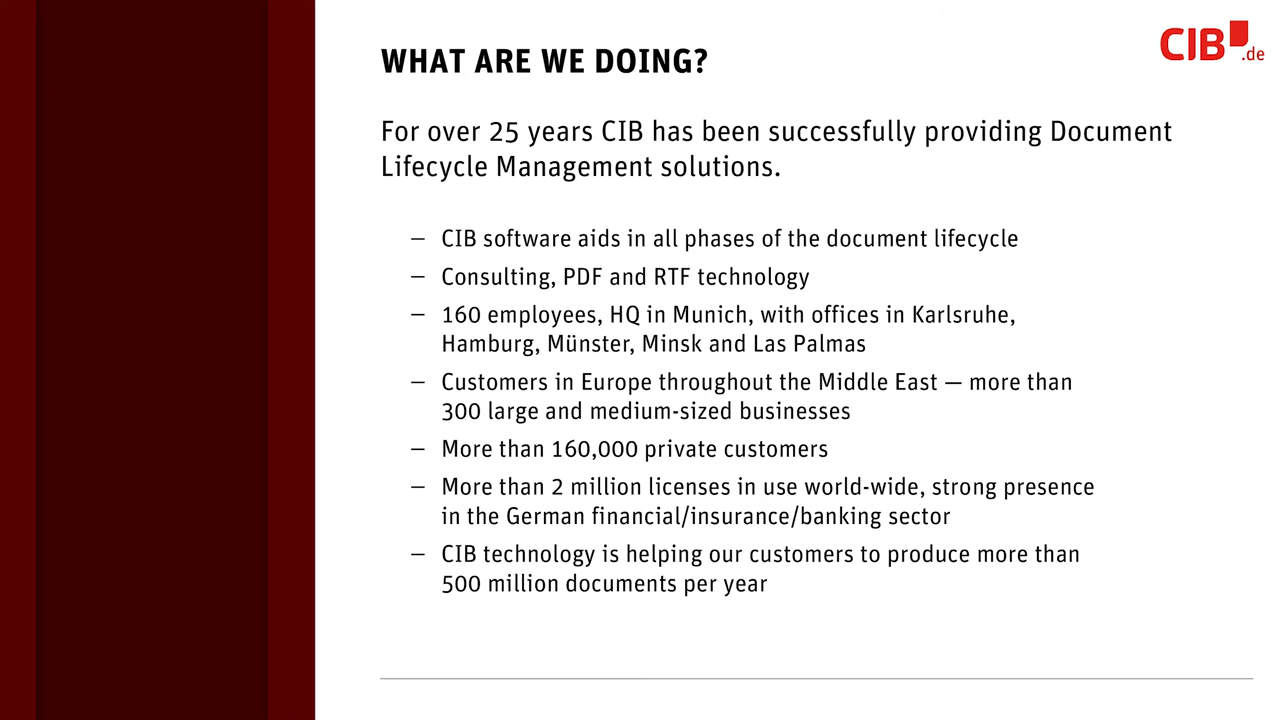 CIB.de
WHAT ARE WE DOING?
For over 25 years CIB has been successfully providing Document
Lifecycle Management solutions.
– CIB software aids in all phases of the document lifecycle
– Consulting, PDF and RTF technology
– 160 employees, HQ in Munich, with offices in Karlsruhe,
Hamburg, Münster, Minsk and Las Palmas
– Customers in Europe throughout the Middle East — more than
300 large and medium-sized businesses
– More than 160,000 private customers
– More than 2 million licenses in use world-wide, strong presence
in the German financial/insurance/banking sector
– CIB technology is helping our customers to produce more than
500 million documents per year